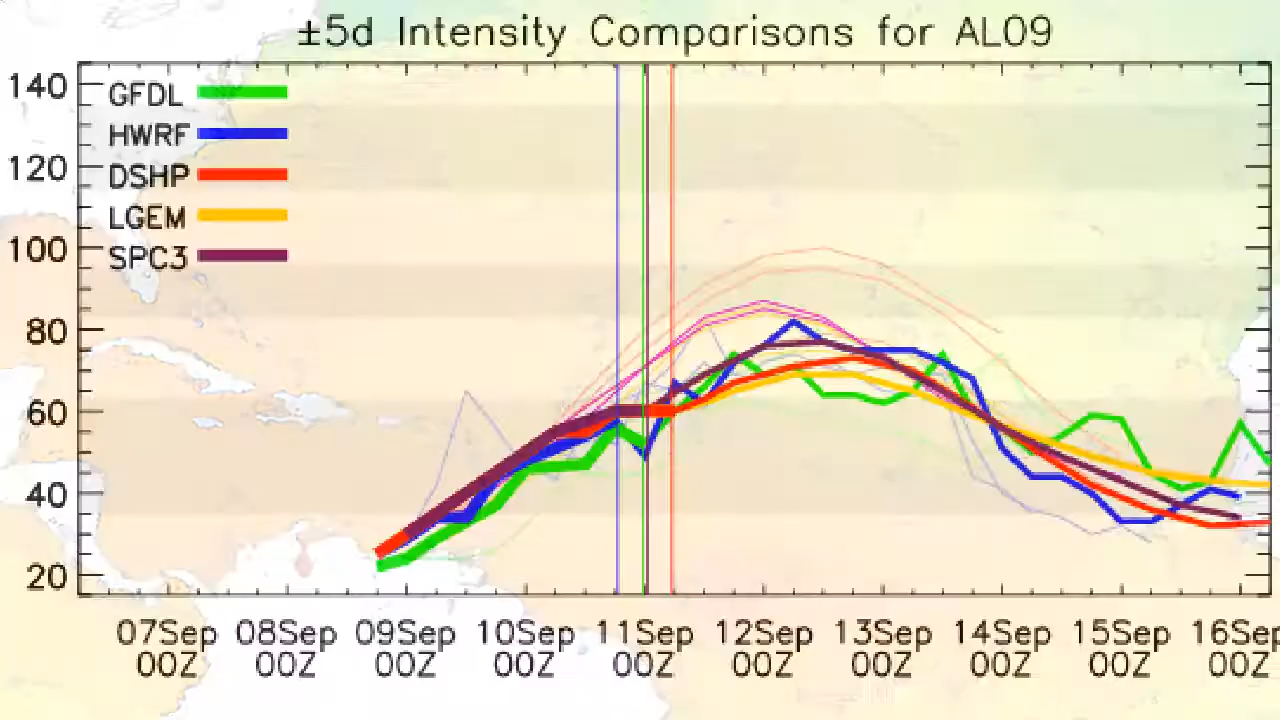 ±5d Intensity Comparisons for AL09
140
120
100
80
60
40
20
GFDL
HWRF
DSHP
LGEM
SPC3
07Sep 08Sep 09Sep 10Sep 11Sep 12Sep 13Sep 14Sep 15Sep 16Sep
00Z 00Z 00Z 00Z 00Z 00Z 00Z 00Z 00Z 00Z